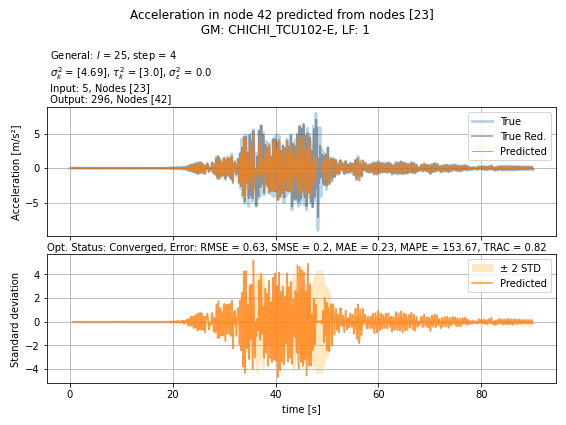 Acceleration in node 42 predicted from nodes [23]
GM: CHICHI_TCU102-E, LF: 1
General: l = 25, step = 4
σ²ₖ = [4.69], τ²ₖ = [3.0], σ²ₑ = 0.0
Input: 5, Nodes [23]
Output: 296, Nodes [42]
Acceleration [m/s²]
5
0
−5
True
True Red.
Predicted
Opt. Status: Converged, Error: RMSE = 0.63, SMSE = 0.2, MAE = 0.23, MAPE = 153.67, TRAC = 0.82
Standard deviation
4
2
0
−2
−4
± 2 STD
Predicted
0 20 40 60 80
time [s]